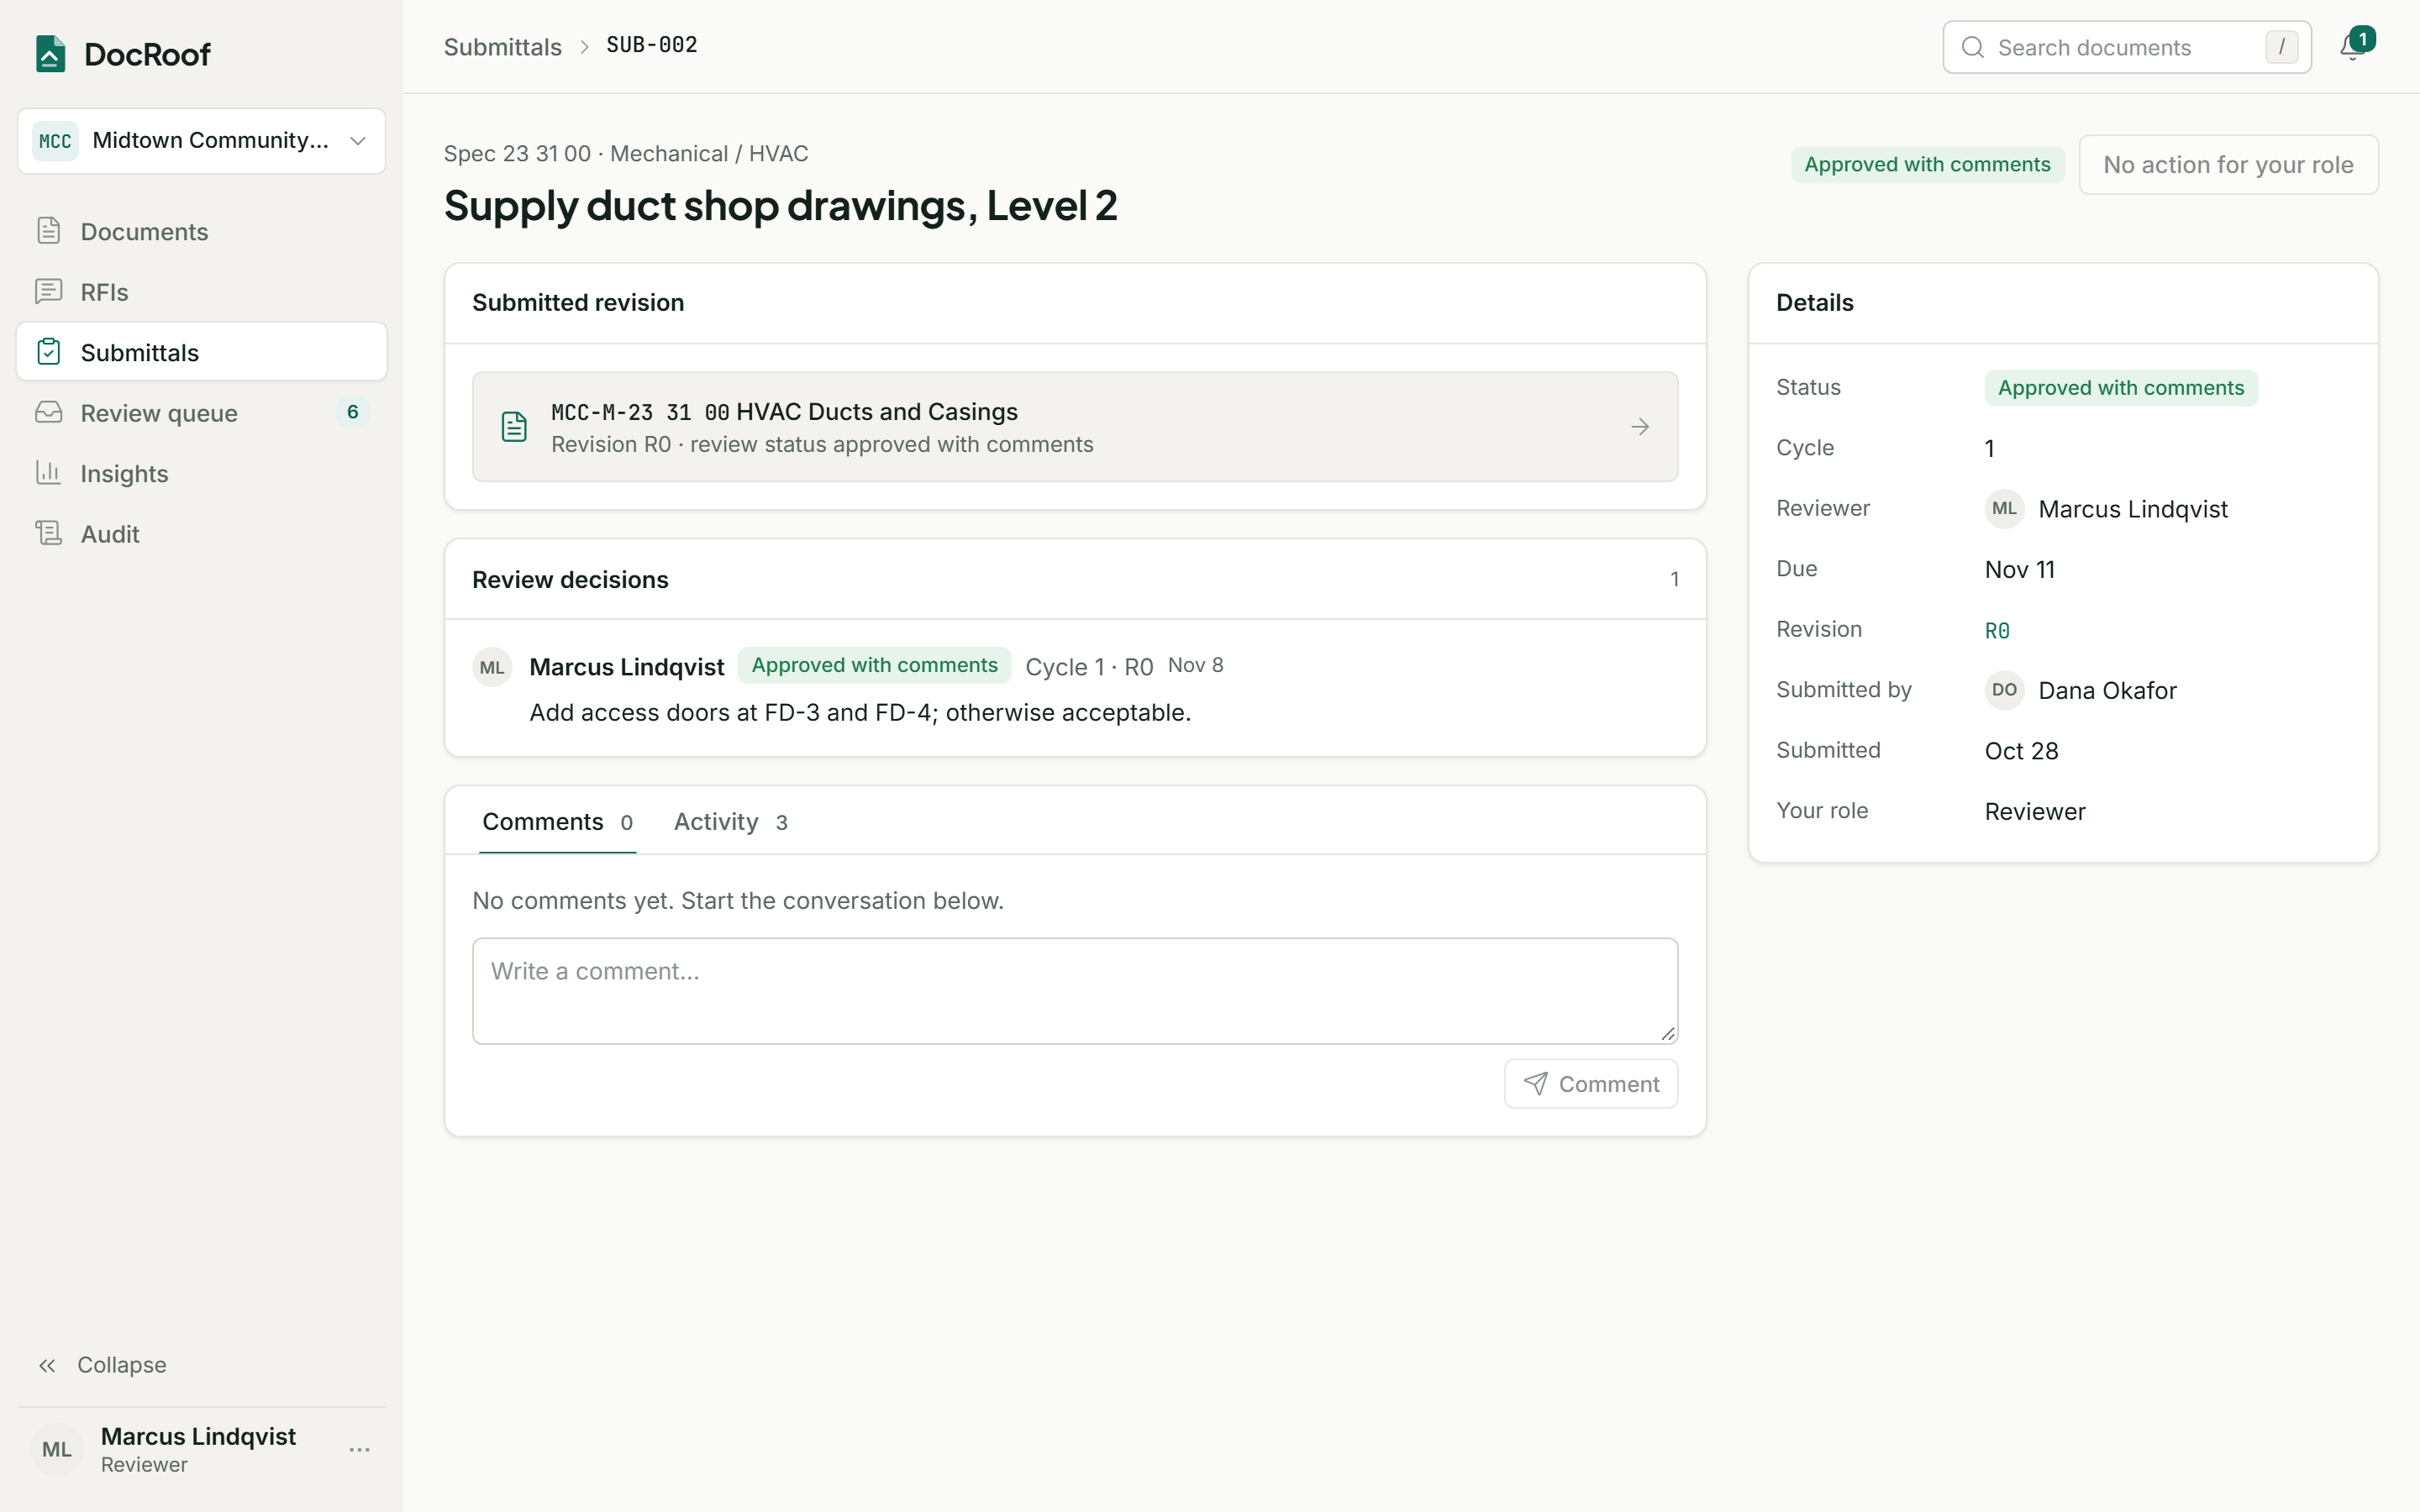 DocRoof
MCC Midtown Community...
Documents
RFIs
Submittals
Review queue 6
Insights
Audit
Collapse
ML Marcus Lindqvist
Reviewer
Submittals SUB-002
Search documents /
1
Spec 23 31 00 · Mechanical / HVAC
Supply duct shop drawings, Level 2
Approved with comments
No action for your role
Submitted revision
MCC-M-23 31 00 HVAC Ducts and Casings
Revision R0 · review status approved with comments
Review decisions 1
ML Marcus Lindqvist Approved with comments Cycle 1 · R0 Nov 8
Add access doors at FD-3 and FD-4; otherwise acceptable.
Comments 0 Activity 3
No comments yet. Start the conversation below.
Write a comment...
Comment
Details
Status Approved with comments
Cycle 1
Reviewer ML Marcus Lindqvist
Due Nov 11
Revision R0
Submitted by DO Dana Okafor
Submitted Oct 28
Your role Reviewer